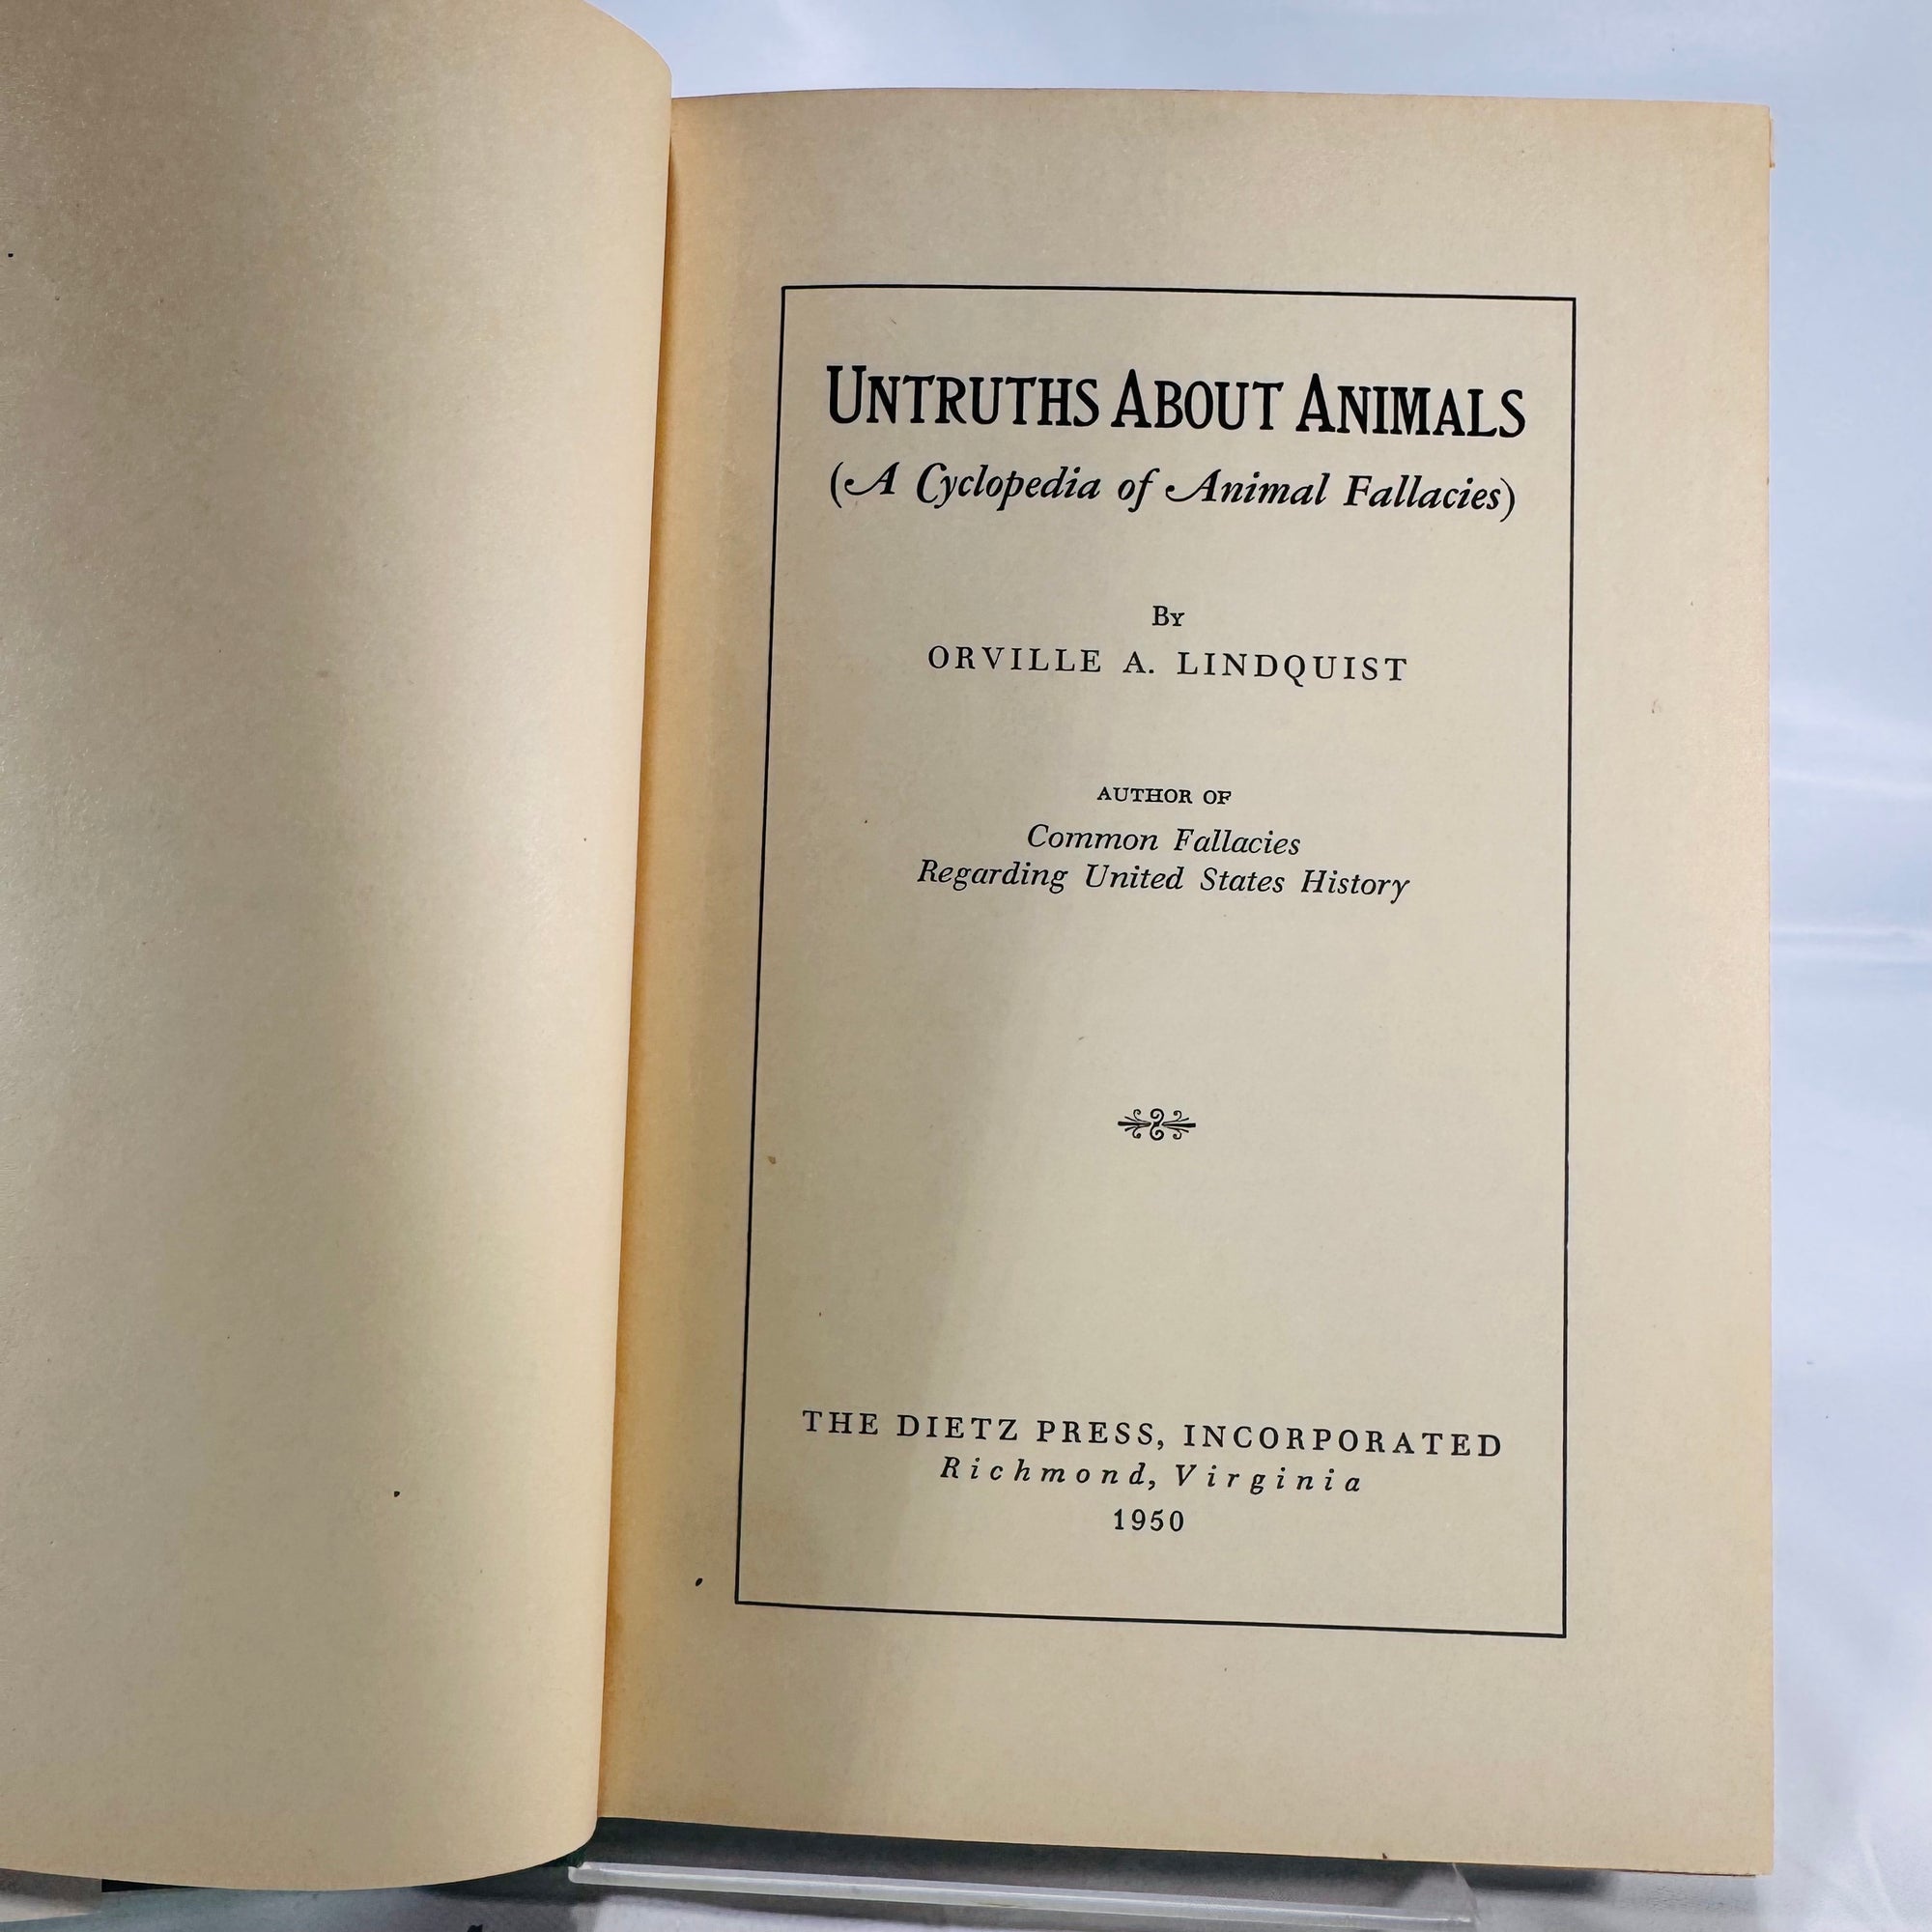 UNTRUTHS ABOUT ANIMALS
(A Cyclopedia of Animal Fallacies)
BY
ORVILLE A. LINDQUIST
AUTHOR OF
Common Fallacies
Regarding United States History
THE DIETZ PRESS, INCORPORATED
Richmond, Virginia
1950